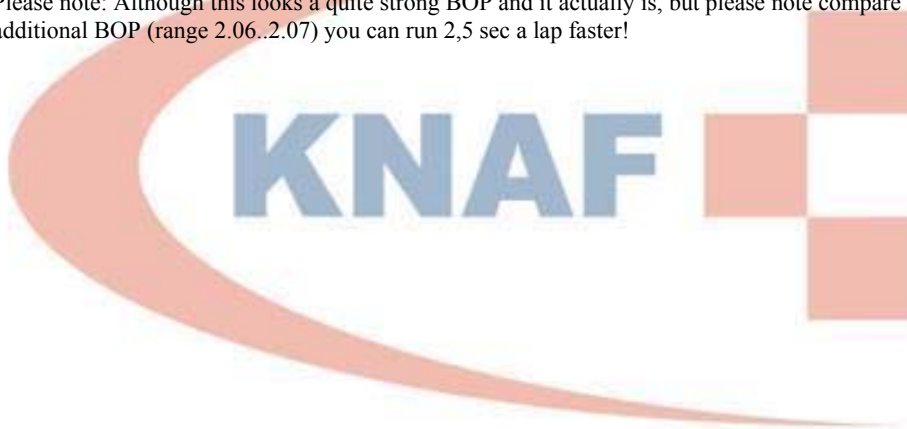 Please note: Although this looks a quite strong BOP and it actually is, but please note compare
additional BOP (range 2.06..2.07) you can run 2,5 sec a lap faster!
KNAF